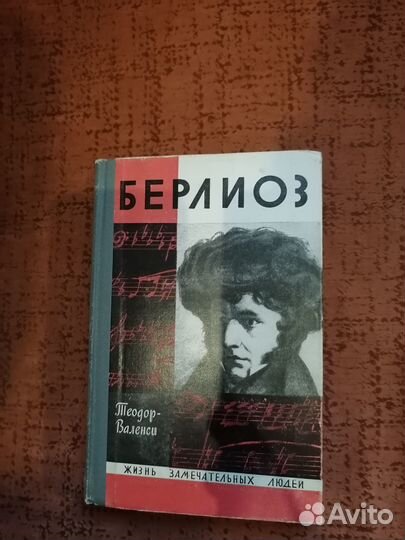 БЕРЛИОЗ
Теодор-
Валенси
ЖИЗНЬ ЗАМЕЧАТЕЛЬНЫХ ЛЮДЕЙ
Avito